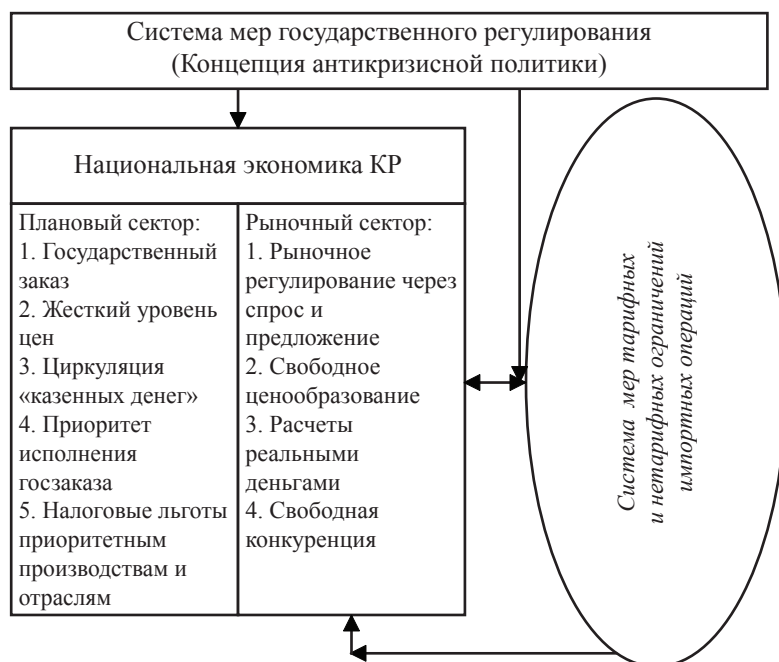 Система мер государственного регулирования
(Концепция антикризисной политики)
Национальная экономика КР
Плановый сектор:
1. Государственный
заказ
2. Жесткий уровень
цен
3. Циркуляция
«казенных денег»
4. Приоритет
исполнения
госзаказа
5. Налоговые льготы
приоритетным
производствам и
отраслям
Рыночный сектор:
1. Рыночное
регулирование через
спрос и
предложение
2. Свободное
ценообразование
3. Расчеты
реальными
деньгами
4. Свободная
конкуренция
Система мер тарифных
и нетарифных ограничений
импортных операций